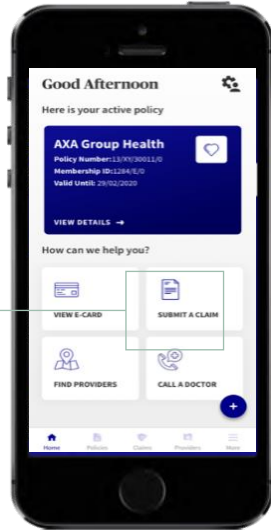 Good Afternoon
Here is your active policy
AXA Group Health
Policy Number:13/XY/30011/0
Membership ID:1284/E/0
Valid Until: 29/02/2020
VIEW DETAILS →
How can we help you?
VIEW E-CARD
SUBMIT A CLAIM
FIND PROVIDERS
CALL A DOCTOR
+
Home
Policies
Claims
Providers
More